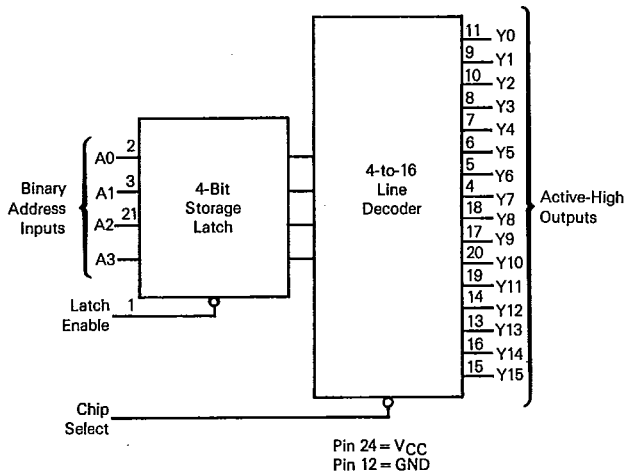 Binary
Address
Inputs
A0
2
A1
3
A2
21
A3
Latch
Enable
1
4-Bit
Storage
Latch
4-to-16
Line
Decoder
11 Y0
9 Y1
10 Y2
8 Y3
7 Y4
6 Y5
5 Y6
4 Y7
18 Y8
17 Y9
20 Y10
19 Y11
14 Y12
13 Y13
16 Y14
15 Y15
Active-High
Outputs
Chip
Select
Pin 24 = VCC
Pin 12 = GND